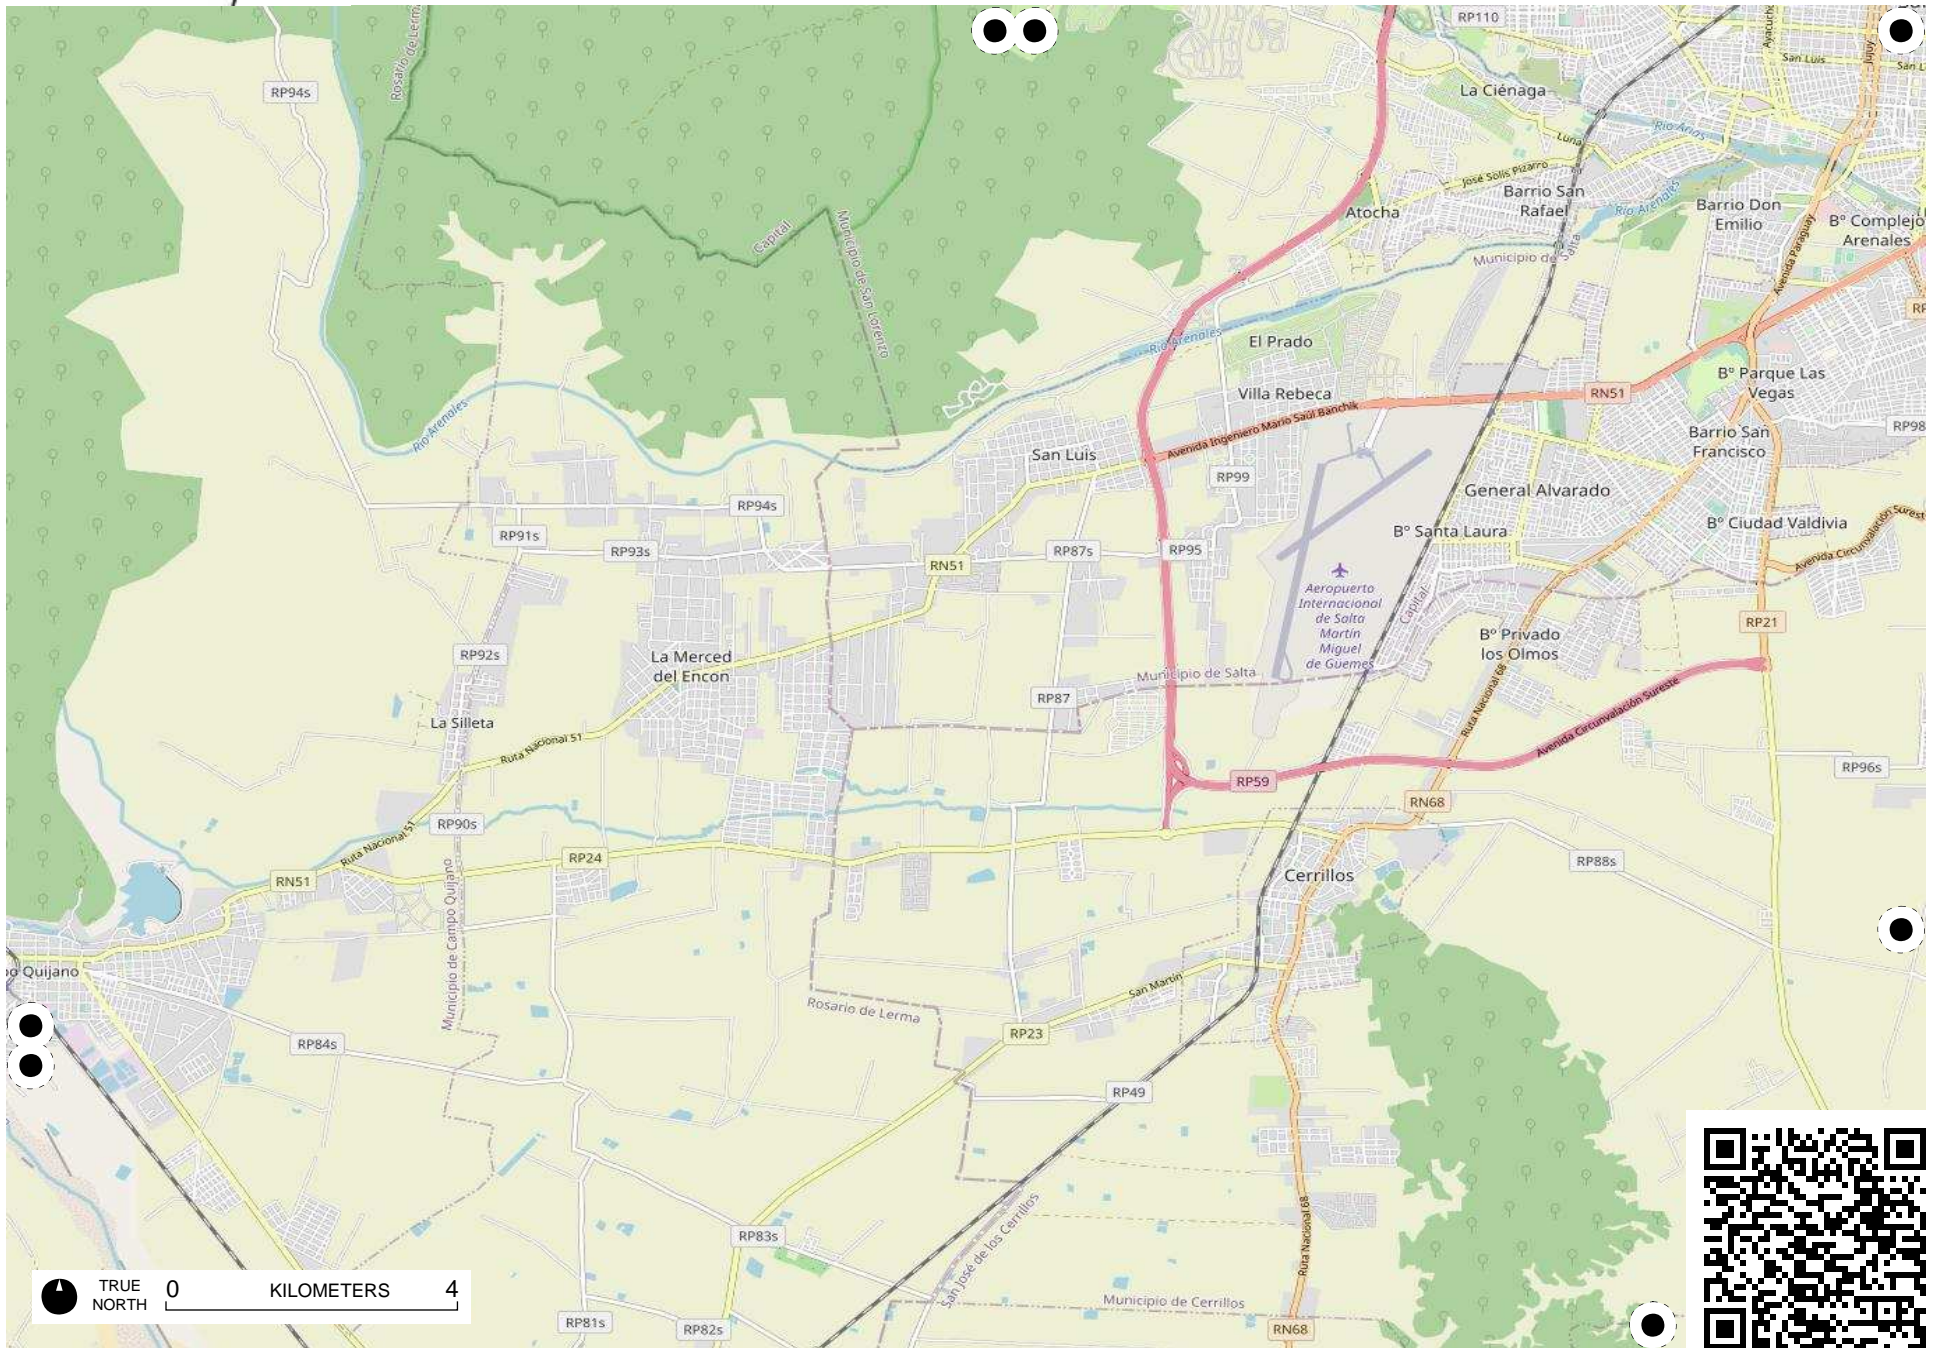 RP110
Rosario de Lerma
Ayacucho
Jujuy
San Luis
San L
RP94s
La Ciénaga
Río Arias
Luna
José Solís Pizarro
Barrio San
Rafael
Río Arenales
Atocha
Barrio Don
Emilio
B° Complejo
Arenales
Avenida Paraguay
Capital
Municipio de San Lorenzo
Municipio de Salta
RP
Río Arenales
El Prado
Villa Rebeca
RN51
B° Parque Las
Vegas
Río Arenales
Avenida Ingeniero Mario Saúl Banchik
RP98
Barrio San
Francisco
San Luis
RP99
General Alvarado
RP94s
B° Santa Laura
B° Ciudad Valdivia
Avenida Circunvalación Surest
RP91s
RP93s
RN51
RP87s
RP95
Aeropuerto
Internacional
de Salta
Martín
Miguel
de Güemes
Capital
RP21
B° Privado
los Olmos
RP92s
La Merced
del Encon
Municipio de Salta
RP87
La Silleta
Ruta Nacional 51
Ruta Nacional 68
Avenida Circunvalación Sureste
RP59
RP96s
RN68
RP90s
Ruta Nacional 51
RP24
RP88s
RN51
Cerrillos
Municipio de Campo Quijano
po Quijano
San Martín
Rosario de Lerma
RP23
RP84s
RP49
San José de los Cerrillos
Ruta Nacional 68
RP83s
TRUE
NORTH
0 KILOMETERS 4
Municipio de Cerrillos
RP81s
RP82s
RN68